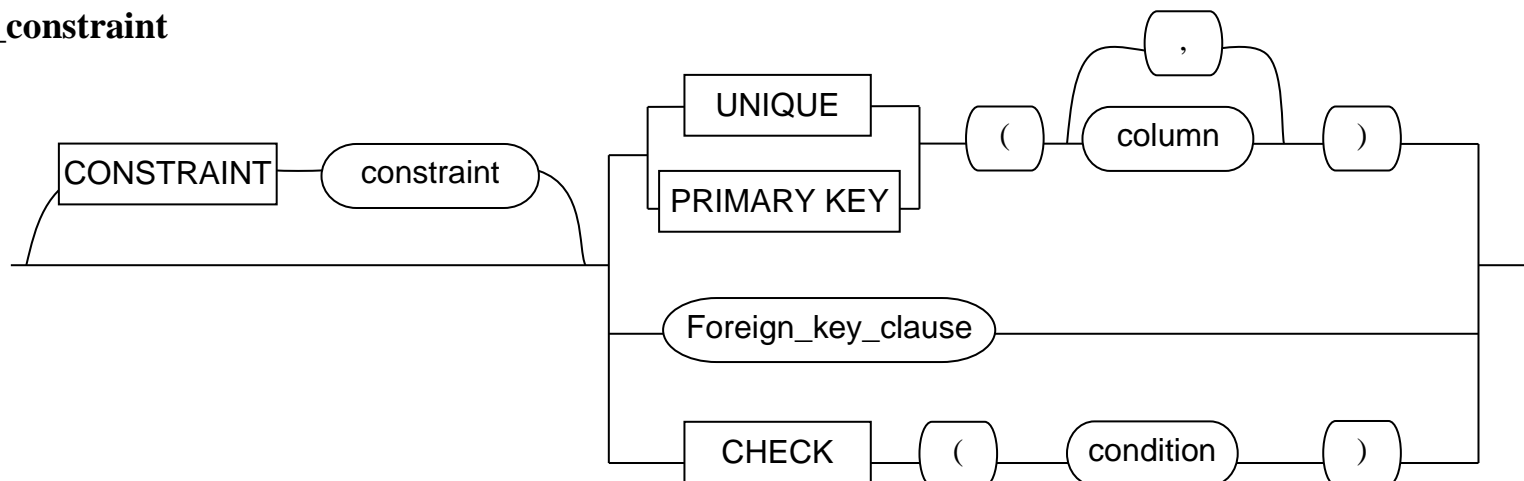 _constraint
,
UNIQUE
( column )
CONSTRAINT constraint
PRIMARY KEY
Foreign_key_clause
CHECK ( condition )